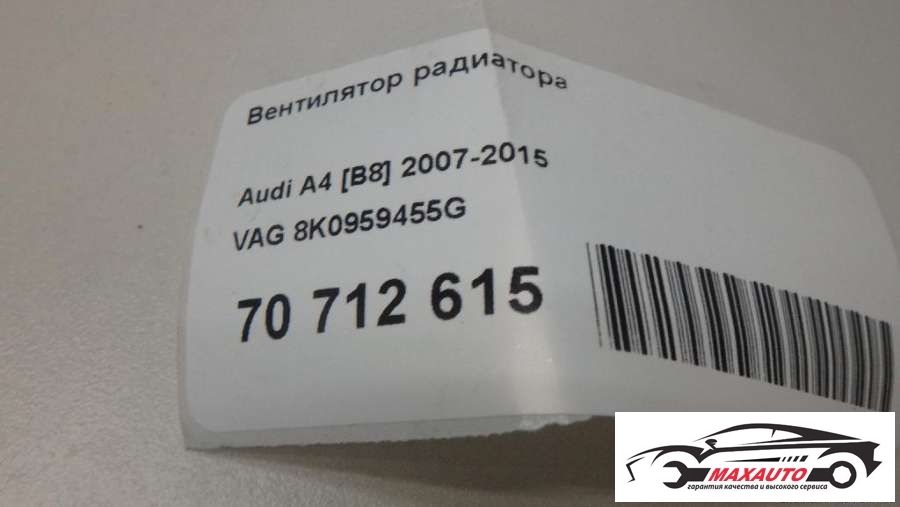 Вентилятор радиатора
Audi A4 [B8] 2007-2015
VAG 8K0959455G
70 712 615
MAXAUTO
гарантия качества и высокого сервиса